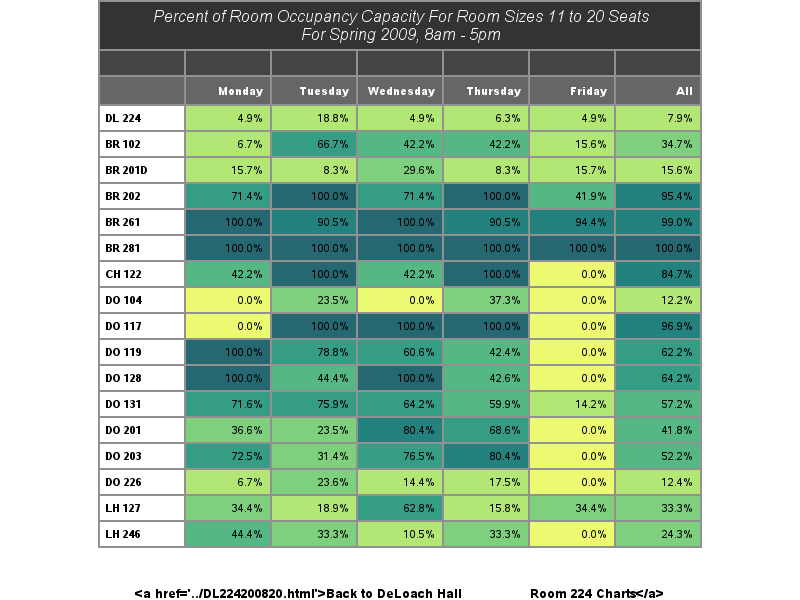 Percent of Room Occupancy Capacity For Room Sizes 11 to 20 Seats
For Spring 2009, 8am - 5pm
Monday Tuesday Wednesday Thursday Friday All
DL 224 4.9% 18.8% 4.9% 6.3% 4.9% 7.9%
BR 102 6.7% 66.7% 42.2% 42.2% 15.6% 34.7%
BR 201D 15.7% 8.3% 29.6% 8.3% 15.7% 15.6%
BR 202 71.4% 100.0% 71.4% 100.0% 41.9% 95.4%
BR 261 100.0% 90.5% 100.0% 90.5% 94.4% 99.0%
BR 281 100.0% 100.0% 100.0% 100.0% 100.0% 100.0%
CH 122 42.2% 100.0% 42.2% 100.0% 0.0% 84.7%
DO 104 0.0% 23.5% 0.0% 37.3% 0.0% 12.2%
DO 117 0.0% 100.0% 100.0% 100.0% 0.0% 96.9%
DO 119 100.0% 78.8% 60.6% 42.4% 0.0% 62.2%
DO 128 100.0% 44.4% 100.0% 42.6% 0.0% 64.2%
DO 131 71.6% 75.9% 64.2% 59.9% 14.2% 57.2%
DO 201 36.6% 23.5% 80.4% 68.6% 0.0% 41.8%
DO 203 72.5% 31.4% 76.5% 80.4% 0.0% 52.2%
DO 226 6.7% 23.6% 14.4% 17.5% 0.0% 12.4%
LH 127 34.4% 18.9% 62.8% 15.8% 34.4% 33.3%
LH 246 44.4% 33.3% 10.5% 33.3% 0.0% 24.3%
<a href='../DL224200820.html'>Back to DeLoach Hall Room 224 Charts</a>